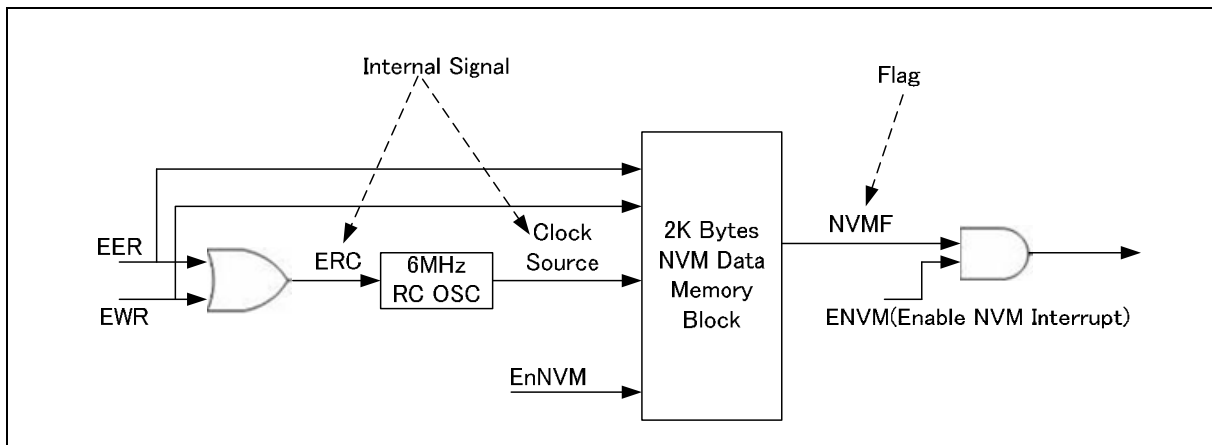 Internal Signal
Flag
EER
EWR
ERC
6MHz
RC OSC
Clock
Source
2K Bytes
NVM Data
Memory
Block
EnNVM
NVMF
ENVM(Enable NVM Interrupt)